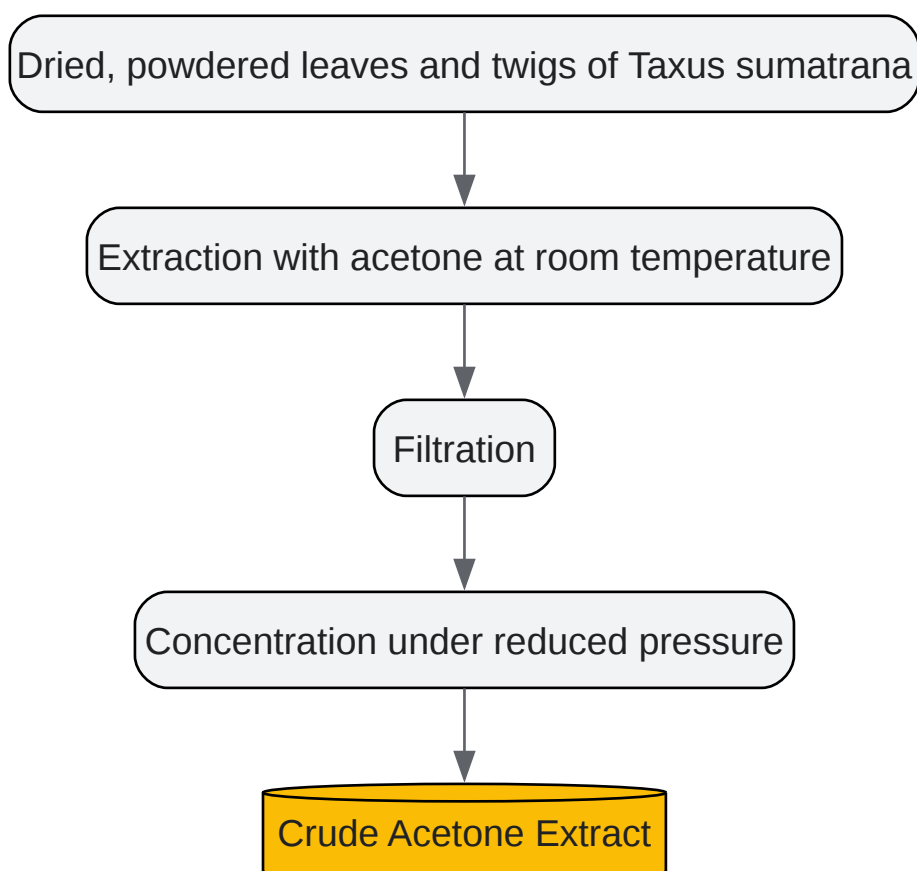 Dried, powdered leaves and twigs of Taxus sumatrana
Extraction with acetone at room temperature
Filtration
Concentration under reduced pressure
Crude Acetone Extract